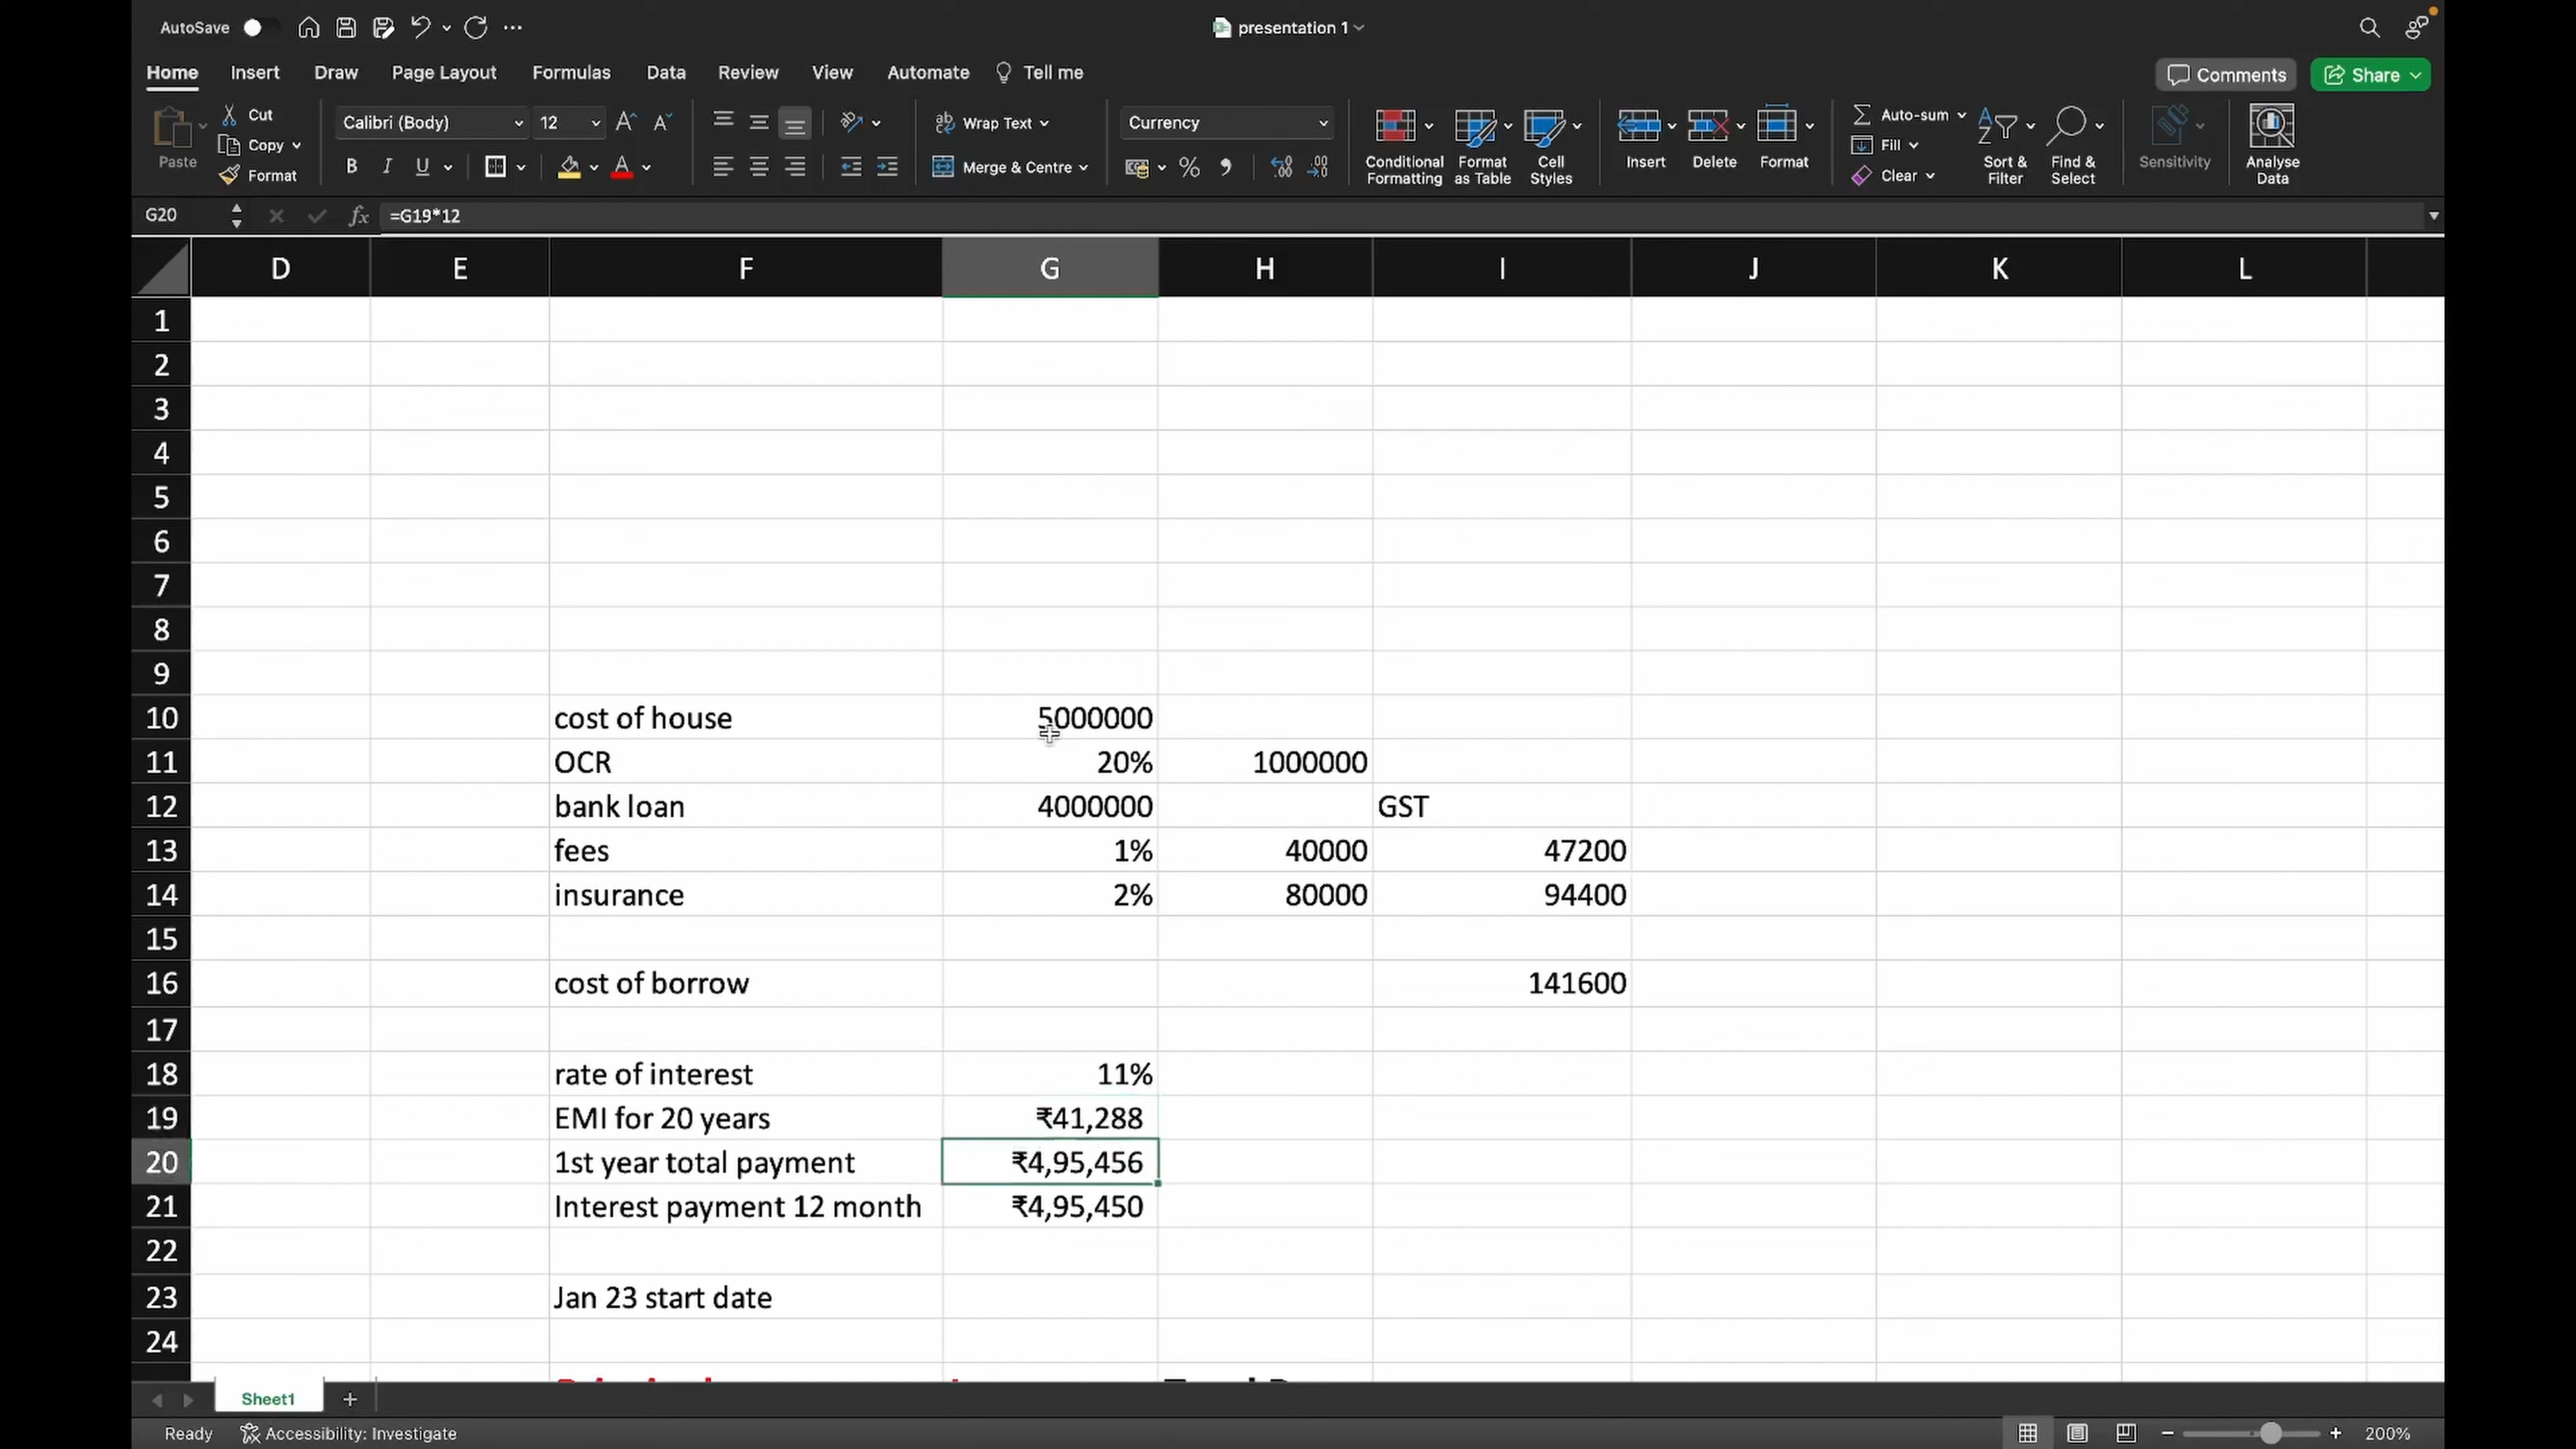 AutoSave
presentation 1
Home Insert Draw Page Layout Formulas Data Review View Automate Tell me
Comments Share
Paste
Cut
Copy
Format
Calibri (Body) 12
B I U
Wrap Text
Merge & Centre
Currency
Conditional Formatting
Format as Table
Cell Styles
Insert
Delete
Format
Auto-sum
Fill
Clear
Sort & Filter
Find & Select
Sensitivity
Analyse Data
G20 fx =G19*12
D E F G H I J K L
1
2
3
4
5
6
7
8
9
10 cost of house 5000000
11 OCR 20% 1000000
12 bank loan 4000000 GST
13 fees 1% 40000 47200
14 insurance 2% 80000 94400
15
16 cost of borrow 141600
17
18 rate of interest 11%
19 EMI for 20 years ₹41,288
20 1st year total payment ₹4,95,456
21 Interest payment 12 month ₹4,95,450
22
23 Jan 23 start date
24
Sheet1
Ready Accessibility: Investigate 200%